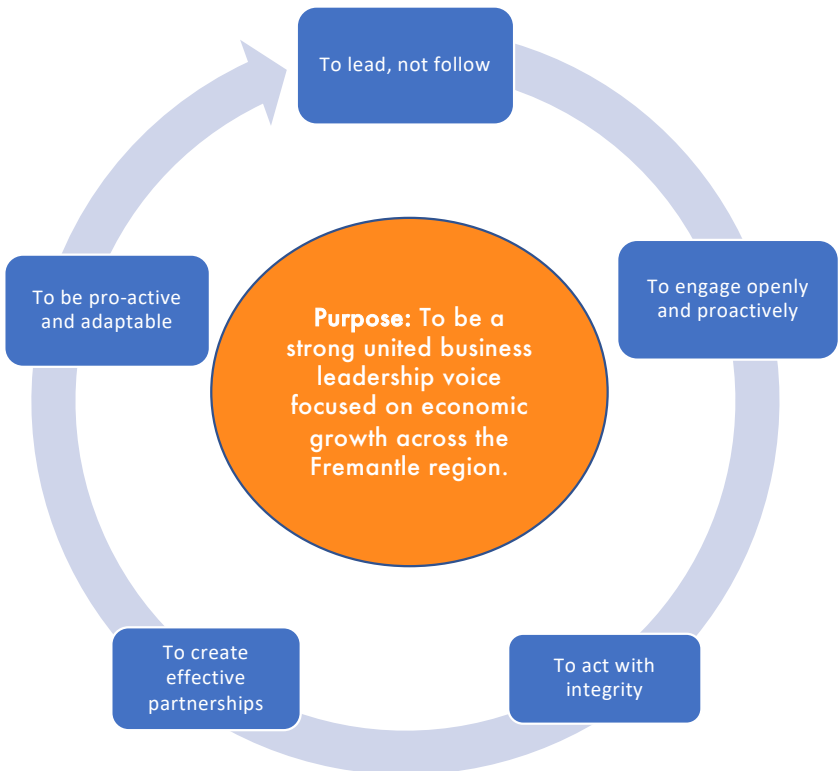 To lead, not follow
To engage openly
and proactively
To act with
integrity
To create
effective
partnerships
To be pro-active
and adaptable
Purpose: To be a
strong united business
leadership voice
focused on economic
growth across the
Fremantle region.